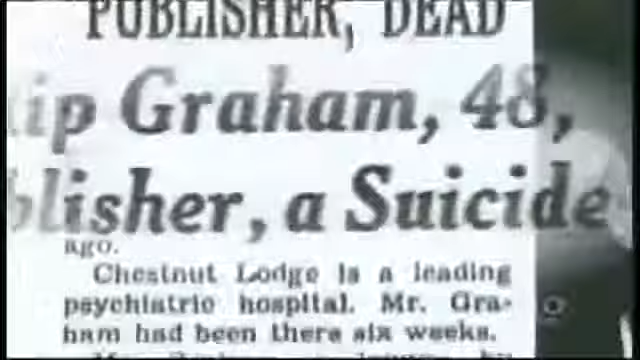 PUBLISHER, DEAD
ip Graham, 48,
blisher, a Suicide
ago.
Chestnut Lodge is a leading
psychiatric hospital. Mr. Gra-
ham had been there six weeks.